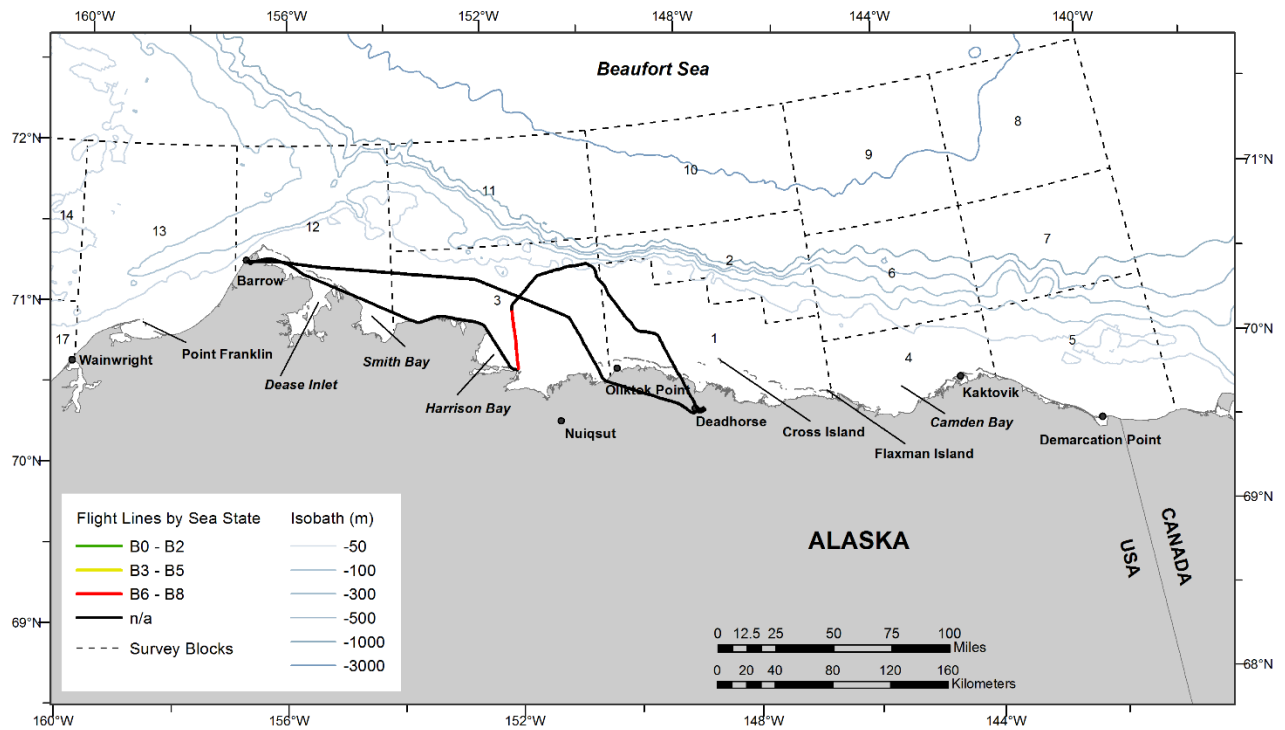 160°W 156°W 152°W 148°W 144°W 140°W
Beaufort Sea
8
72°N
9
71°N
10
11
14
13
12
7
2
6
71°N
Barrow
3
70°N
17
Wainwright
Point Franklin
Dease Inlet
Smith Bay
Harrison Bay
1
4
5
Oliktok Point
Kaktovik
Nuiqsut
Deadhorse
Cross Island
Flaxman Island
Camden Bay
Demarcation Point
70°N
69°N
Flight Lines by Sea State
B0 - B2
B3 - B5
B6 - B8
n/a
Survey Blocks
Isobath (m)
-50
-100
-300
-500
-1000
-3000
ALASKA
USA
CANADA
69°N
0 12.5 25 50 75 100
Miles
0 20 40 80 120 160
Kilometers
68°N
160°W 156°W 152°W 148°W 144°W